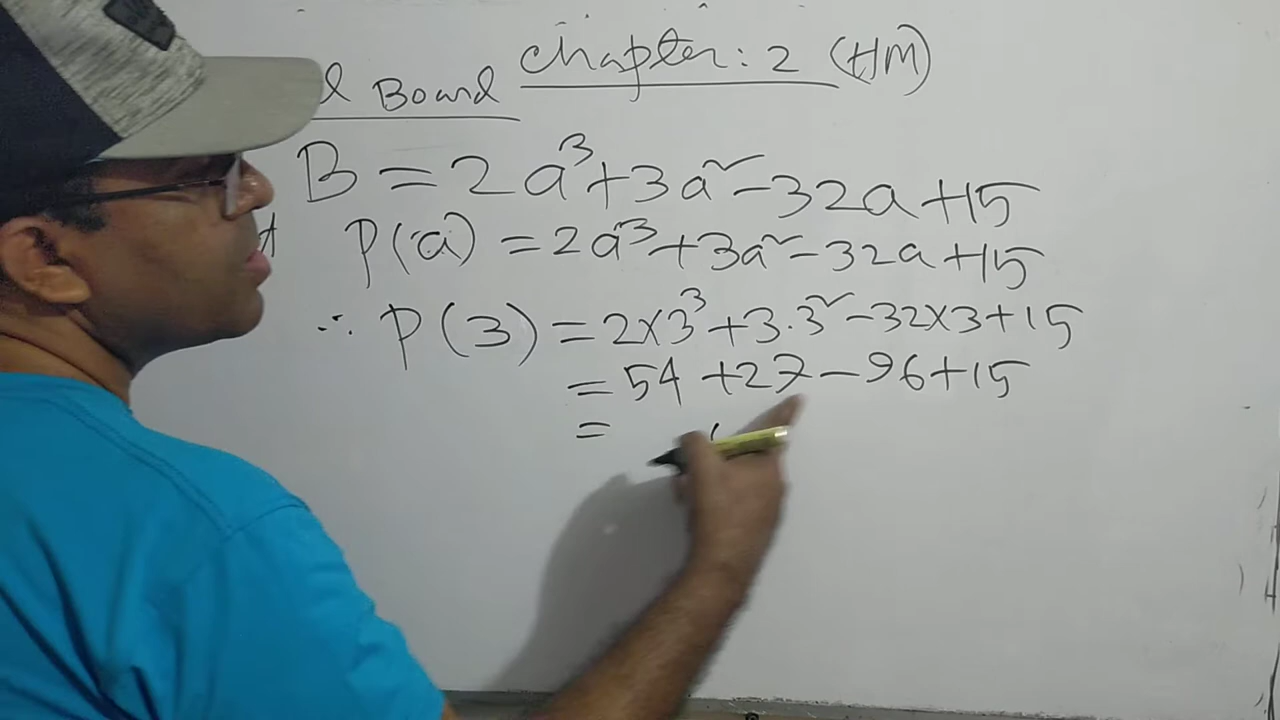 Board Chapter: 2 (HM)
B = 2a³ + 3a² - 32a + 15
P(a) = 2a³ + 3a² - 32a + 15
∴ P(3) = 2×3³ + 3.3² - 32×3 + 15
= 54 + 27 - 96 + 15
=